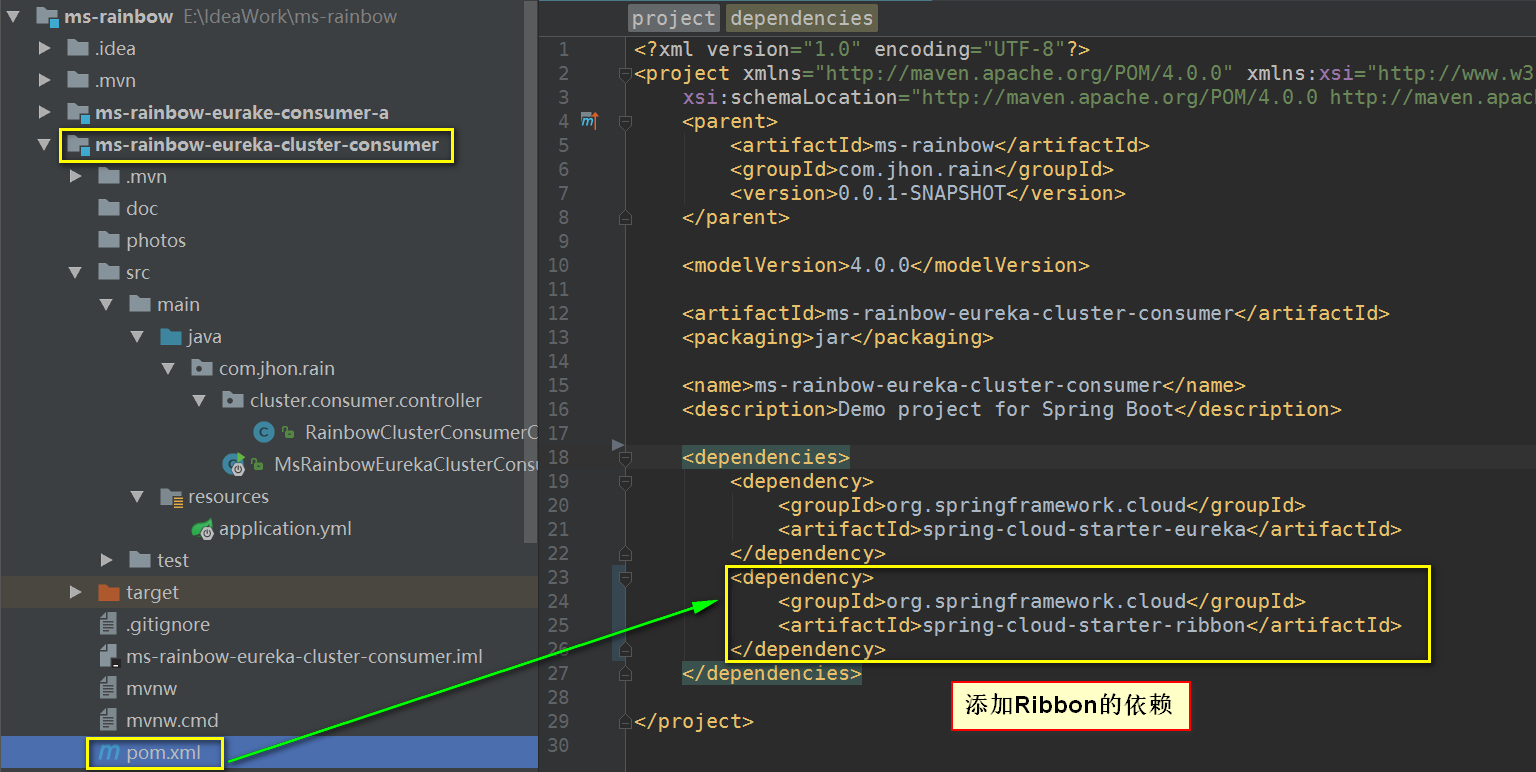 ms-rainbow E:\IdeaWork\ms-rainbow
.idea
.mvn
ms-rainbow-eurake-consumer-a
ms-rainbow-eureka-cluster-consumer
.mvn
doc
photos
src
main
java
com.jhon.rain
cluster.consumer.controller
RainbowClusterConsumerC
MsRainbowEurekaClusterConsu
resources
application.yml
test
target
.gitignore
ms-rainbow-eureka-cluster-consumer.iml
mvnw
mvnw.cmd
pom.xml
project dependencies
1 <?xml version="1.0" encoding="UTF-8"?>
2 <project xmlns="http://maven.apache.org/POM/4.0.0" xmlns:xsi="http://www.w3
3 xsi:schemaLocation="http://maven.apache.org/POM/4.0.0 http://maven.apac
4 <parent>
5 <artifactId>ms-rainbow</artifactId>
6 <groupId>com.jhon.rain</groupId>
7 <version>0.0.1-SNAPSHOT</version>
8 </parent>
9
10 <modelVersion>4.0.0</modelVersion>
11
12 <artifactId>ms-rainbow-eureka-cluster-consumer</artifactId>
13 <packaging>jar</packaging>
14
15 <name>ms-rainbow-eureka-cluster-consumer</name>
16 <description>Demo project for Spring Boot</description>
17
18 <dependencies>
19 <dependency>
20 <groupId>org.springframework.cloud</groupId>
21 <artifactId>spring-cloud-starter-eureka</artifactId>
22 </dependency>
23 <dependency>
24 <groupId>org.springframework.cloud</groupId>
25 <artifactId>spring-cloud-starter-ribbon</artifactId>
26 </dependency>
27 </dependencies>
28
29 </project>
30
添加Ribbon的依赖